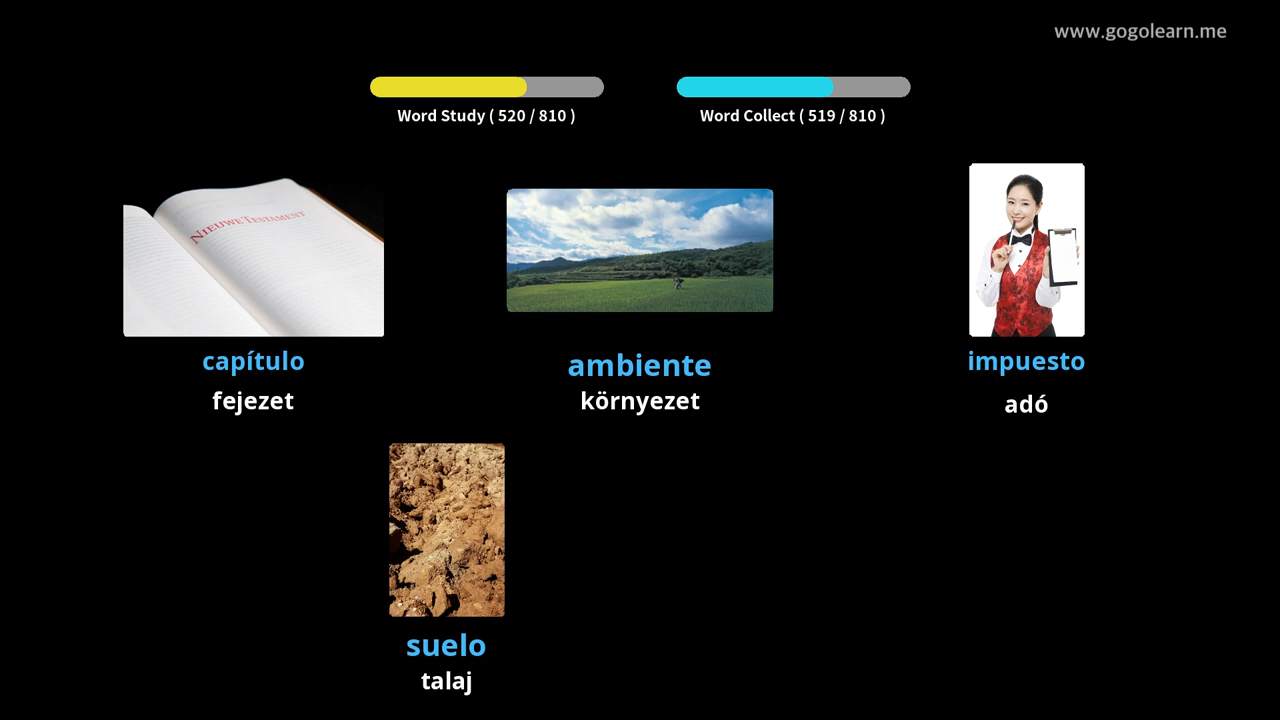 www.gogolearn.me
Word Study ( 520 / 810 )
Word Collect ( 519 / 810 )
NIEUWE TESTAMENT
capítulo
fejezet
ambiente
környezet
impuesto
adó
suelo
talaj